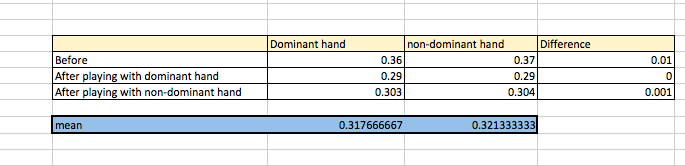 Dominant hand non-dominant hand Difference
Before 0.36 0.37 0.01
After playing with dominant hand 0.29 0.29 0
After playing with non-dominant hand 0.303 0.304 0.001
mean 0.317666667 0.321333333